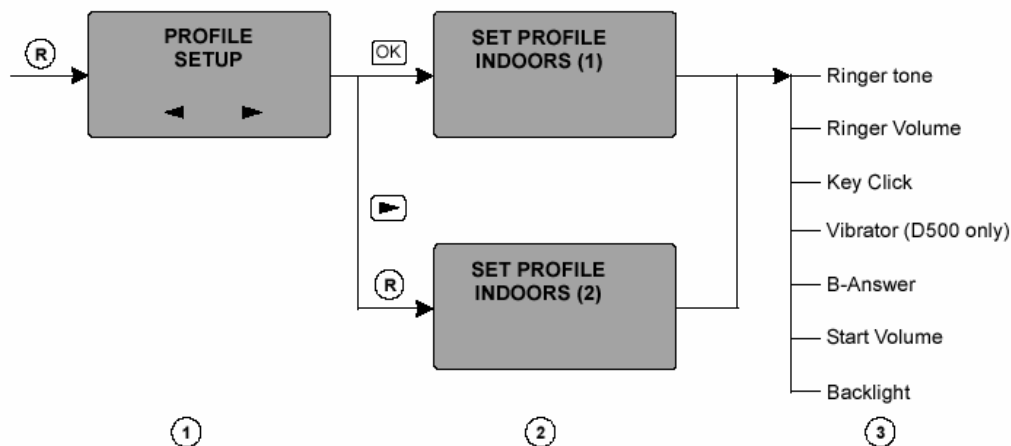 R
PROFILE
SETUP
OK
SET PROFILE
INDOORS (1)
R
SET PROFILE
INDOORS (2)
Ringer tone
Ringer Volume
Key Click
Vibrator (D500 only)
B-Answer
Start Volume
Backlight
1
2
3